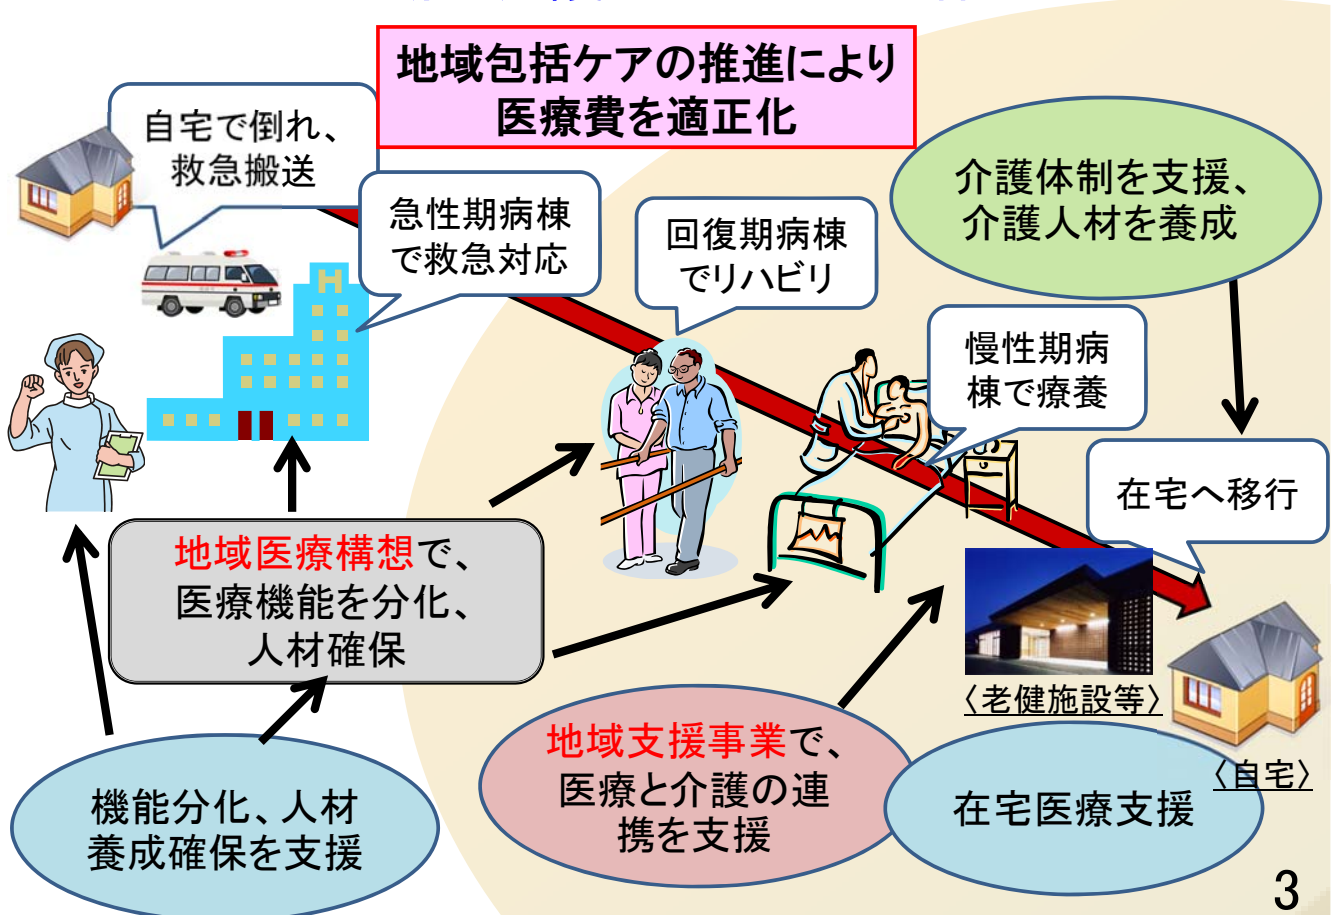 地域包括ケアの推進により
医療費を適正化
自宅で倒れ、
救急搬送
急性期病棟
で救急対応
回復期病棟
でリハビリ
介護体制を支援、
介護人材を養成
慢性期病
棟で療養
在宅へ移行
H
地域医療構想で、
医療機能を分化、
人材確保
〈老健施設等〉
〈自宅〉
機能分化、人材
養成確保を支援
地域支援事業で、
医療と介護の連
携を支援
在宅医療支援
3